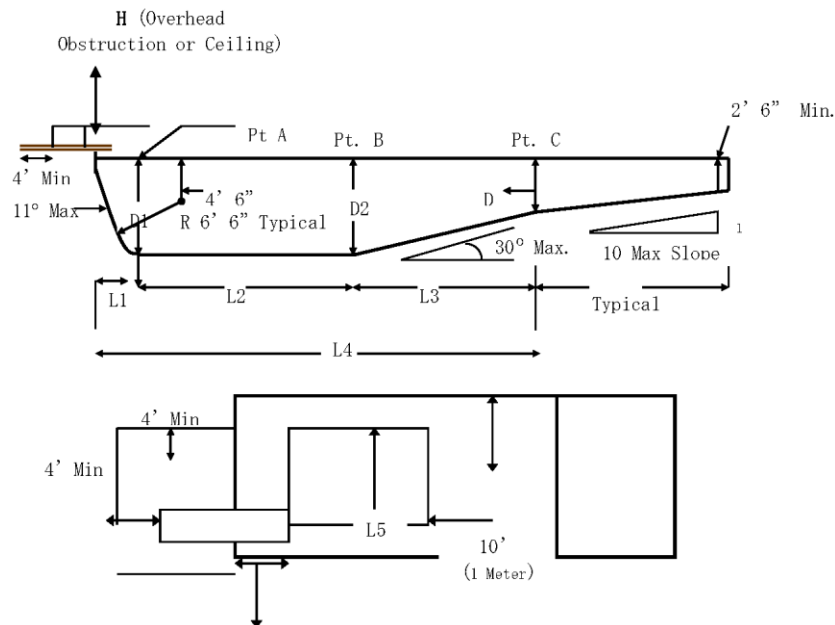 H (Overhead
Obstruction or Ceiling)
2' 6" Min.
Pt A
Pt. B
Pt. C
4' Min
11° Max
D1
4' 6"
R 6' 6" Typical
D2
D
30° Max.
1
10 Max Slope
L1
L2
L3
Typical
L4
4' Min
4' Min
L5
10'
(1 Meter)